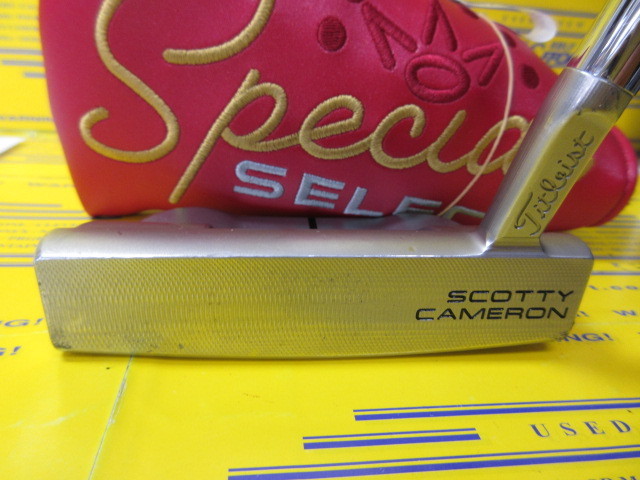 Special
SELEC
Titleist
SCOTTY
CAMERON
USED